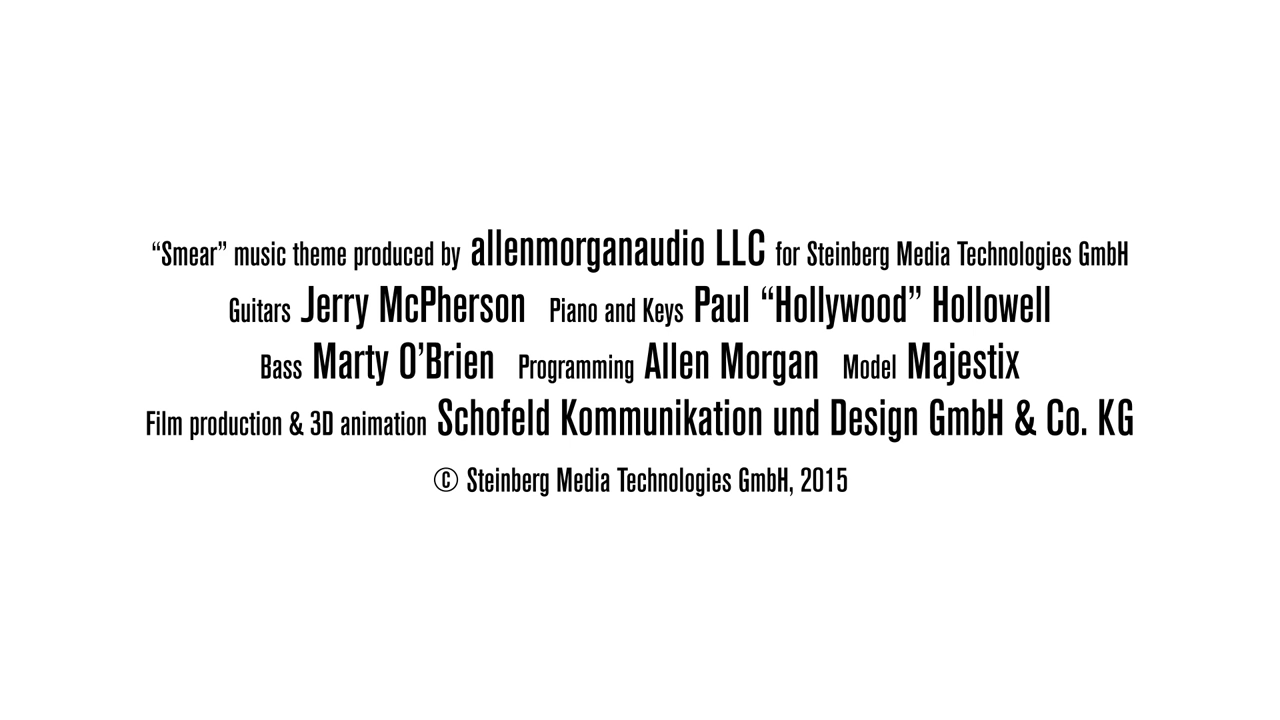 “Smear” music theme produced by allenmorganaudio LLC for Steinberg Media Technologies GmbH
Guitars Jerry McPherson Piano and Keys Paul “Hollywood” Hollowell
Bass Marty O’Brien Programming Allen Morgan Model Majestix
Film production & 3D animation Schofeld Kommunikation und Design GmbH & Co. KG
© Steinberg Media Technologies GmbH, 2015